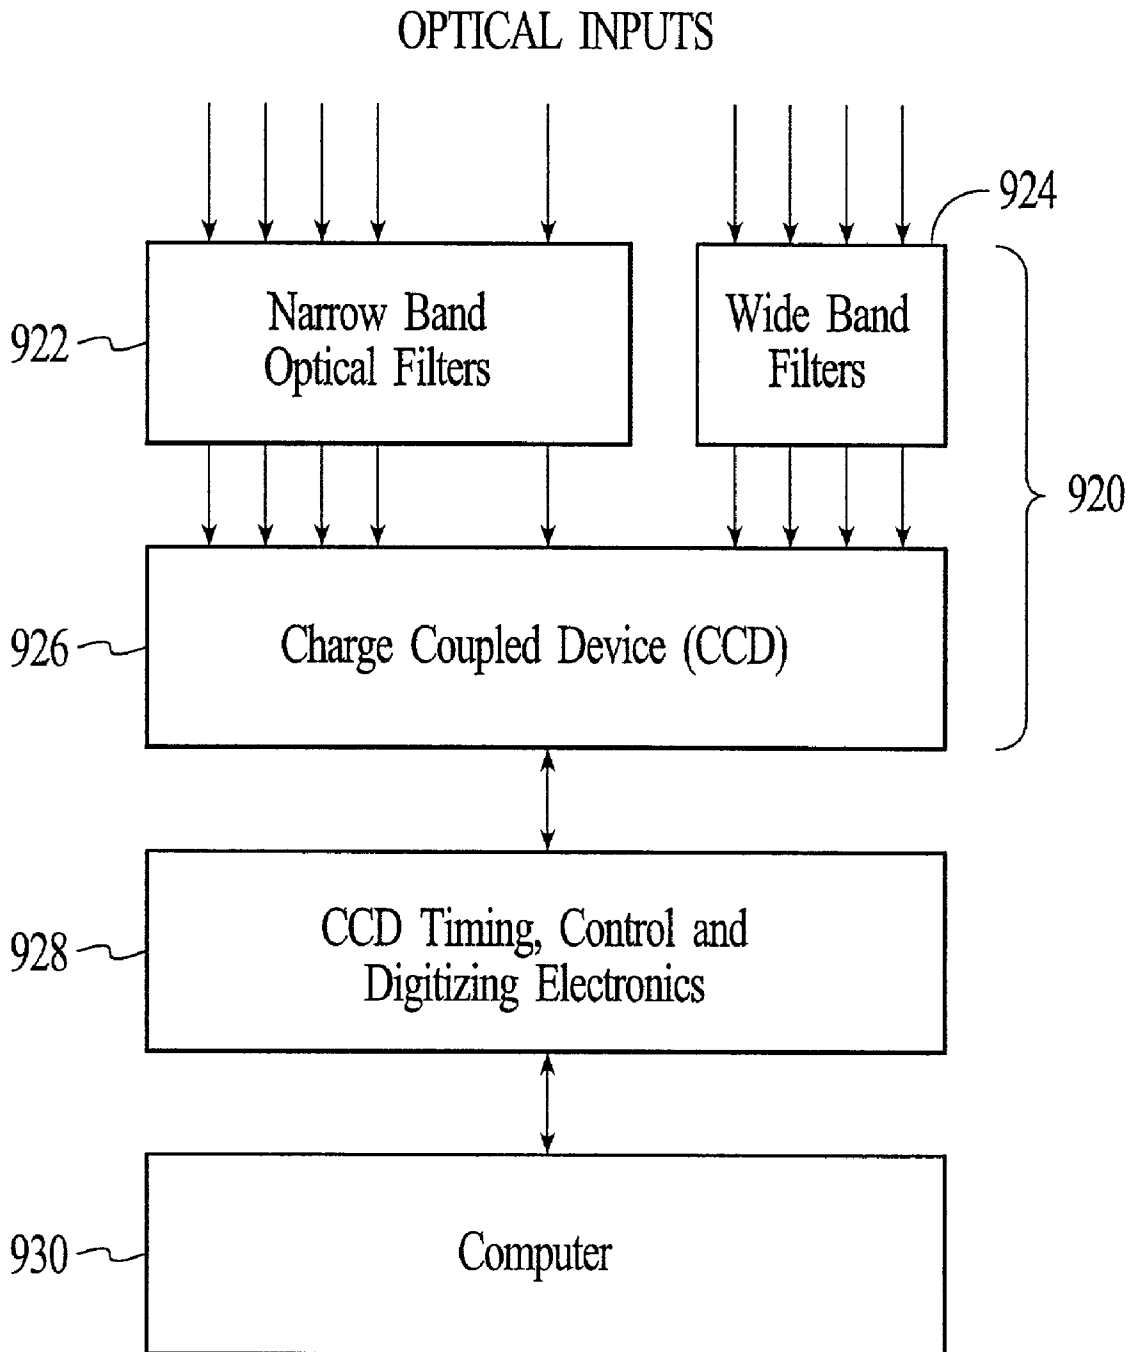 OPTICAL INPUTS
924
922
Narrow Band
Optical Filters
Wide Band
Filters
920
926
Charge Coupled Device (CCD)
928
CCD Timing, Control and
Digitizing Electronics
930
Computer